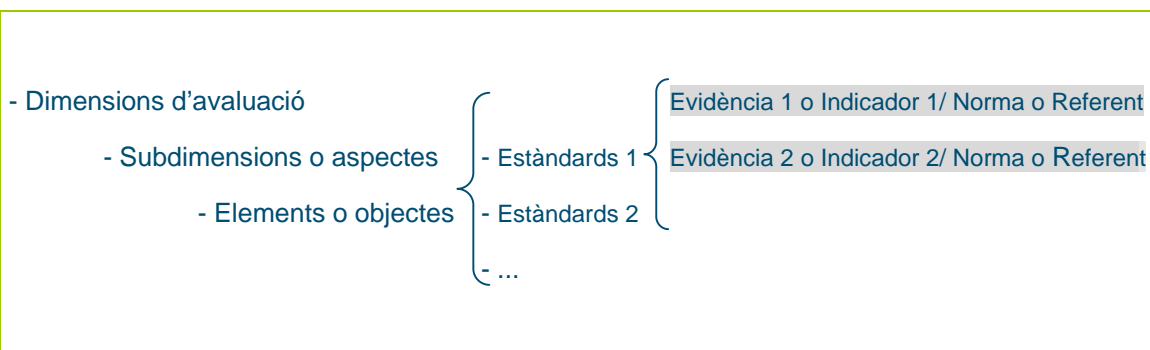 - Dimensions d’avaluació
Evidència 1 o Indicador 1/ Norma o Referent
- Subdimensions o aspectes
- Estàndards 1
Evidència 2 o Indicador 2/ Norma o Referent
- Elements o objectes
- Estàndards 2
- ...